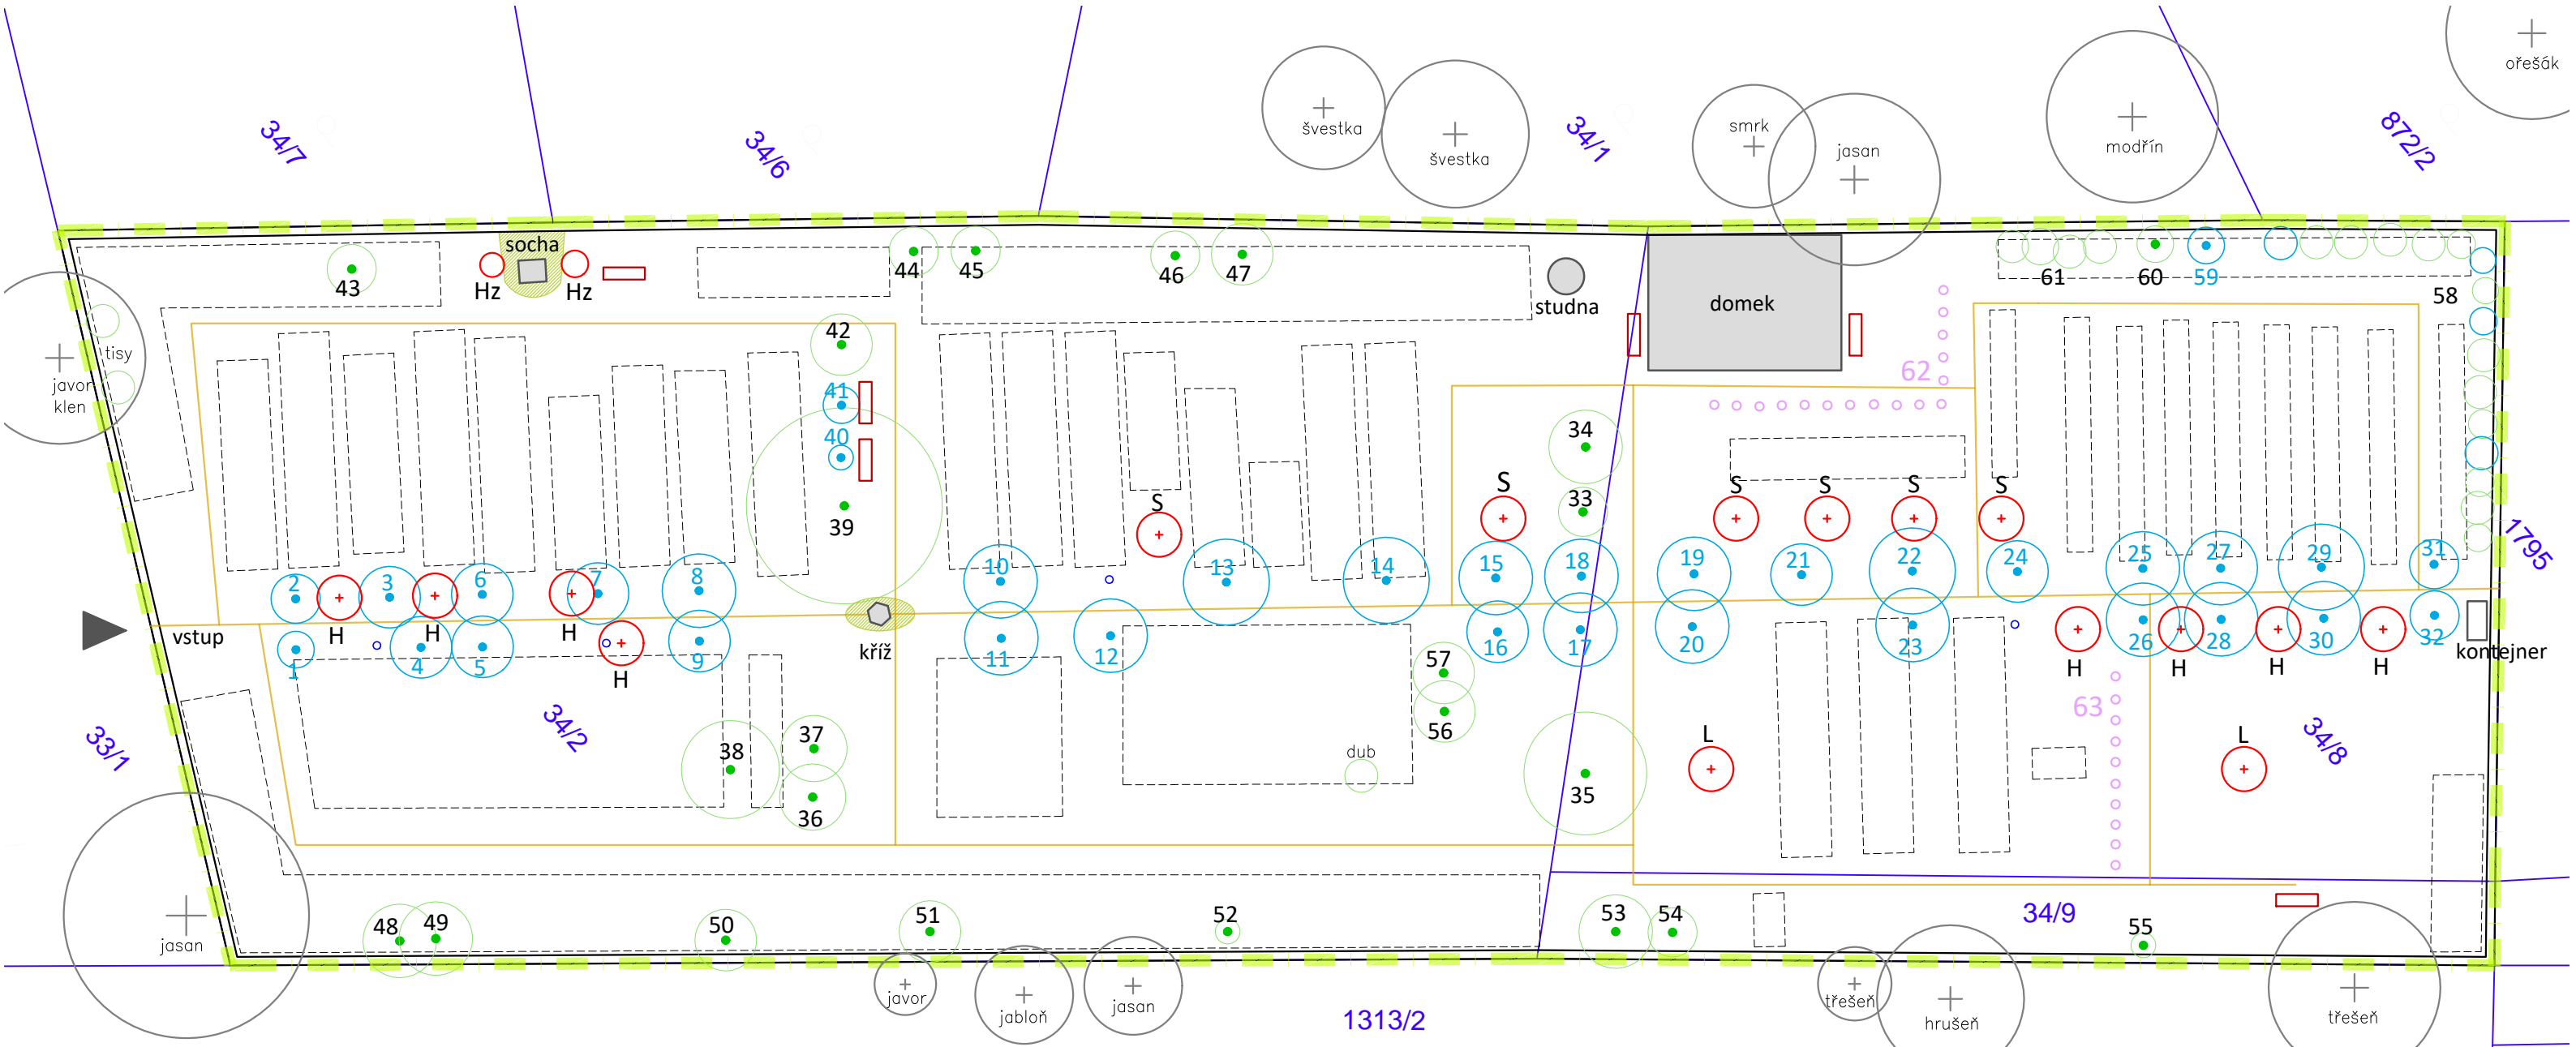 ořešák
švestka
švestka
smrk
jasan
modřín
34/7
34/6
34/1
872/2
socha
Hz
Hz
43
44
45
46
47
studna
domek
61
60
59
58
tisy
javor
klen
42
41
40
39
62
34
33
S
S
S
S
S
S
2
3
6
7
8
10
13
14
15
18
19
21
22
24
25
27
29
31
1795
vstup
H
H
H
H
kříž
1
4
5
9
11
12
16
17
20
23
26
28
30
32
H
H
H
H
kontejner
33/1
34/2
38
37
36
57
56
dub
35
L
L
63
34/8
jasan
48
49
50
51
52
53
54
34/9
55
javor
jabloň
jasan
1313/2
třešeň
hrušeň
třešeň